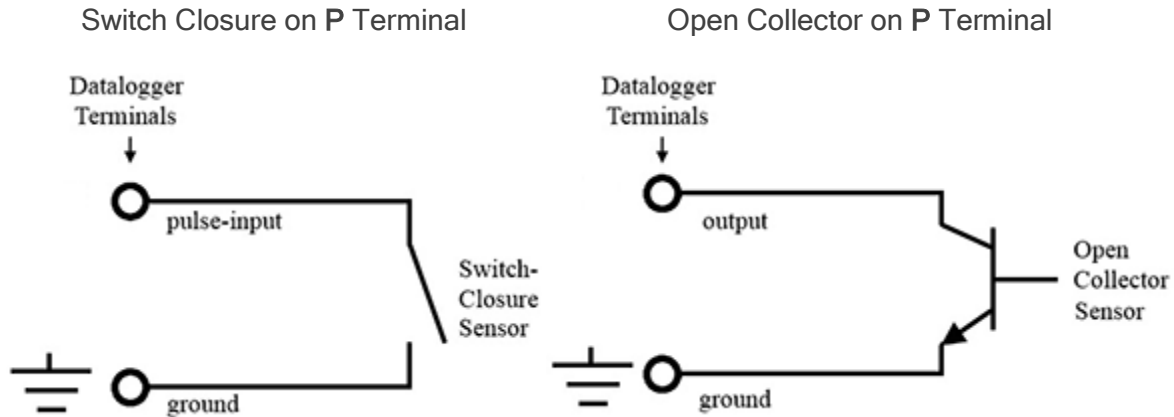 Switch Closure on P Terminal
Datalogger
Terminals
pulse-input
Switch-
Closure
Sensor
ground
Open Collector on P Terminal
Datalogger
Terminals
output
Open
Collector
Sensor
ground